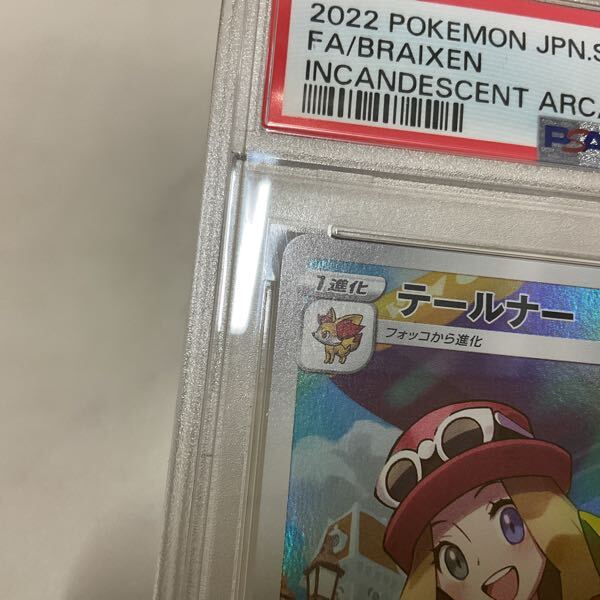 2022 POKEMON JPN.S
FA/BRAIXEN
INCANDESCENT ARCA
PSA
1進化
テールナー
フォッコから進化